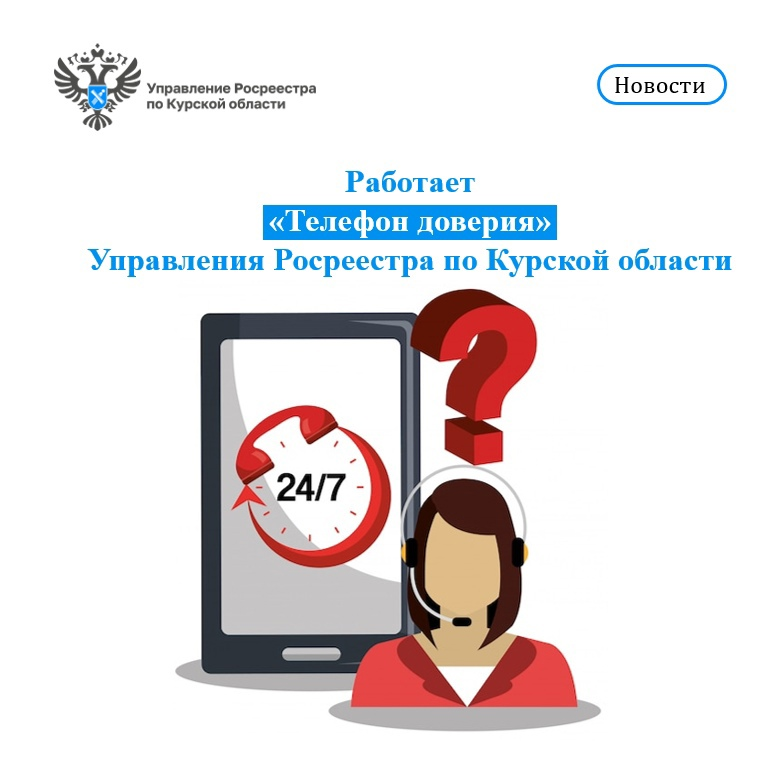 Управление Росреестра
по Курской области
Новости
Работает
«Телефон доверия»
Управления Росреестра по Курской области
24/7
?